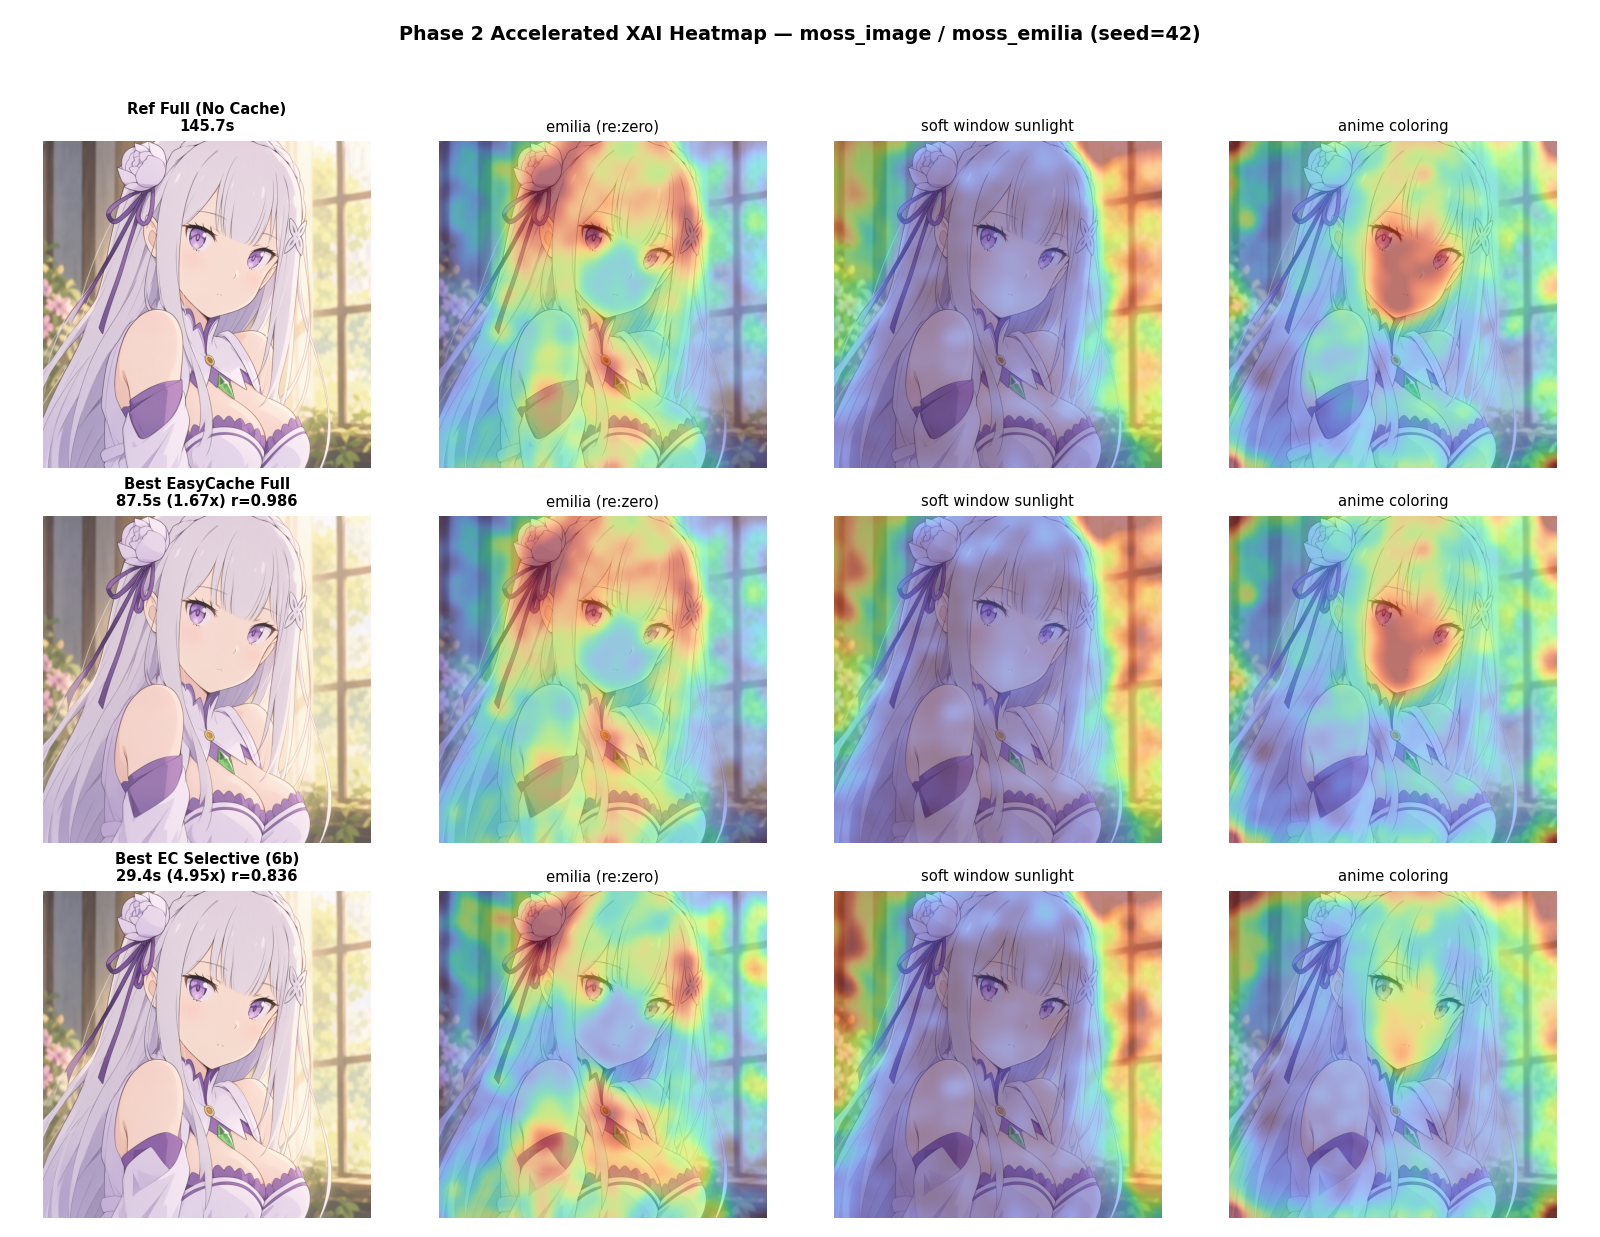 Phase 2 Accelerated XAI Heatmap — moss_image / moss_emilia (seed=42)
Ref Full (No Cache)
145.7s
emilia (re:zero)
soft window sunlight
anime coloring
Best EasyCache Full
87.5s (1.67x) r=0.986
emilia (re:zero)
soft window sunlight
anime coloring
Best EC Selective (6b)
29.4s (4.95x) r=0.836
emilia (re:zero)
soft window sunlight
anime coloring